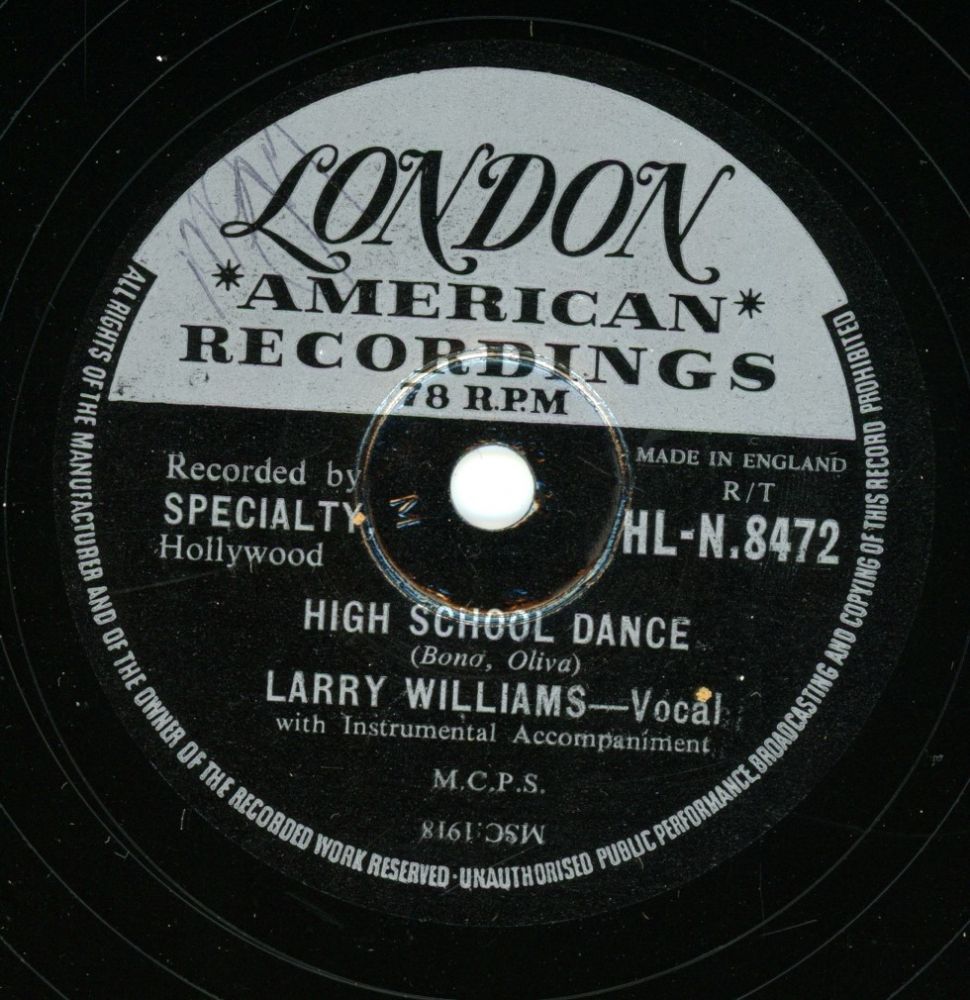 LONDON
*AMERICAN*
RECORDINGS
78 R.P.M
Recorded by
SPECIALTY
Hollywood
MADE IN ENGLAND
R/T
HL-N.8472
M
HIGH SCHOOL DANCE
(Bono, Oliva)
LARRY WILLIAMS—Vocal
with Instrumental Accompaniment
M.C.P.S.
MSC:1918
ALL RIGHTS OF THE MANUFACTURER AND OF THE OWNER OF THE RECORDED WORK RESERVED·UNAUTHORISED PUBLIC PERFORMANCE, BROADCASTING AND COPYING OF THIS RECORD PROHIBITED